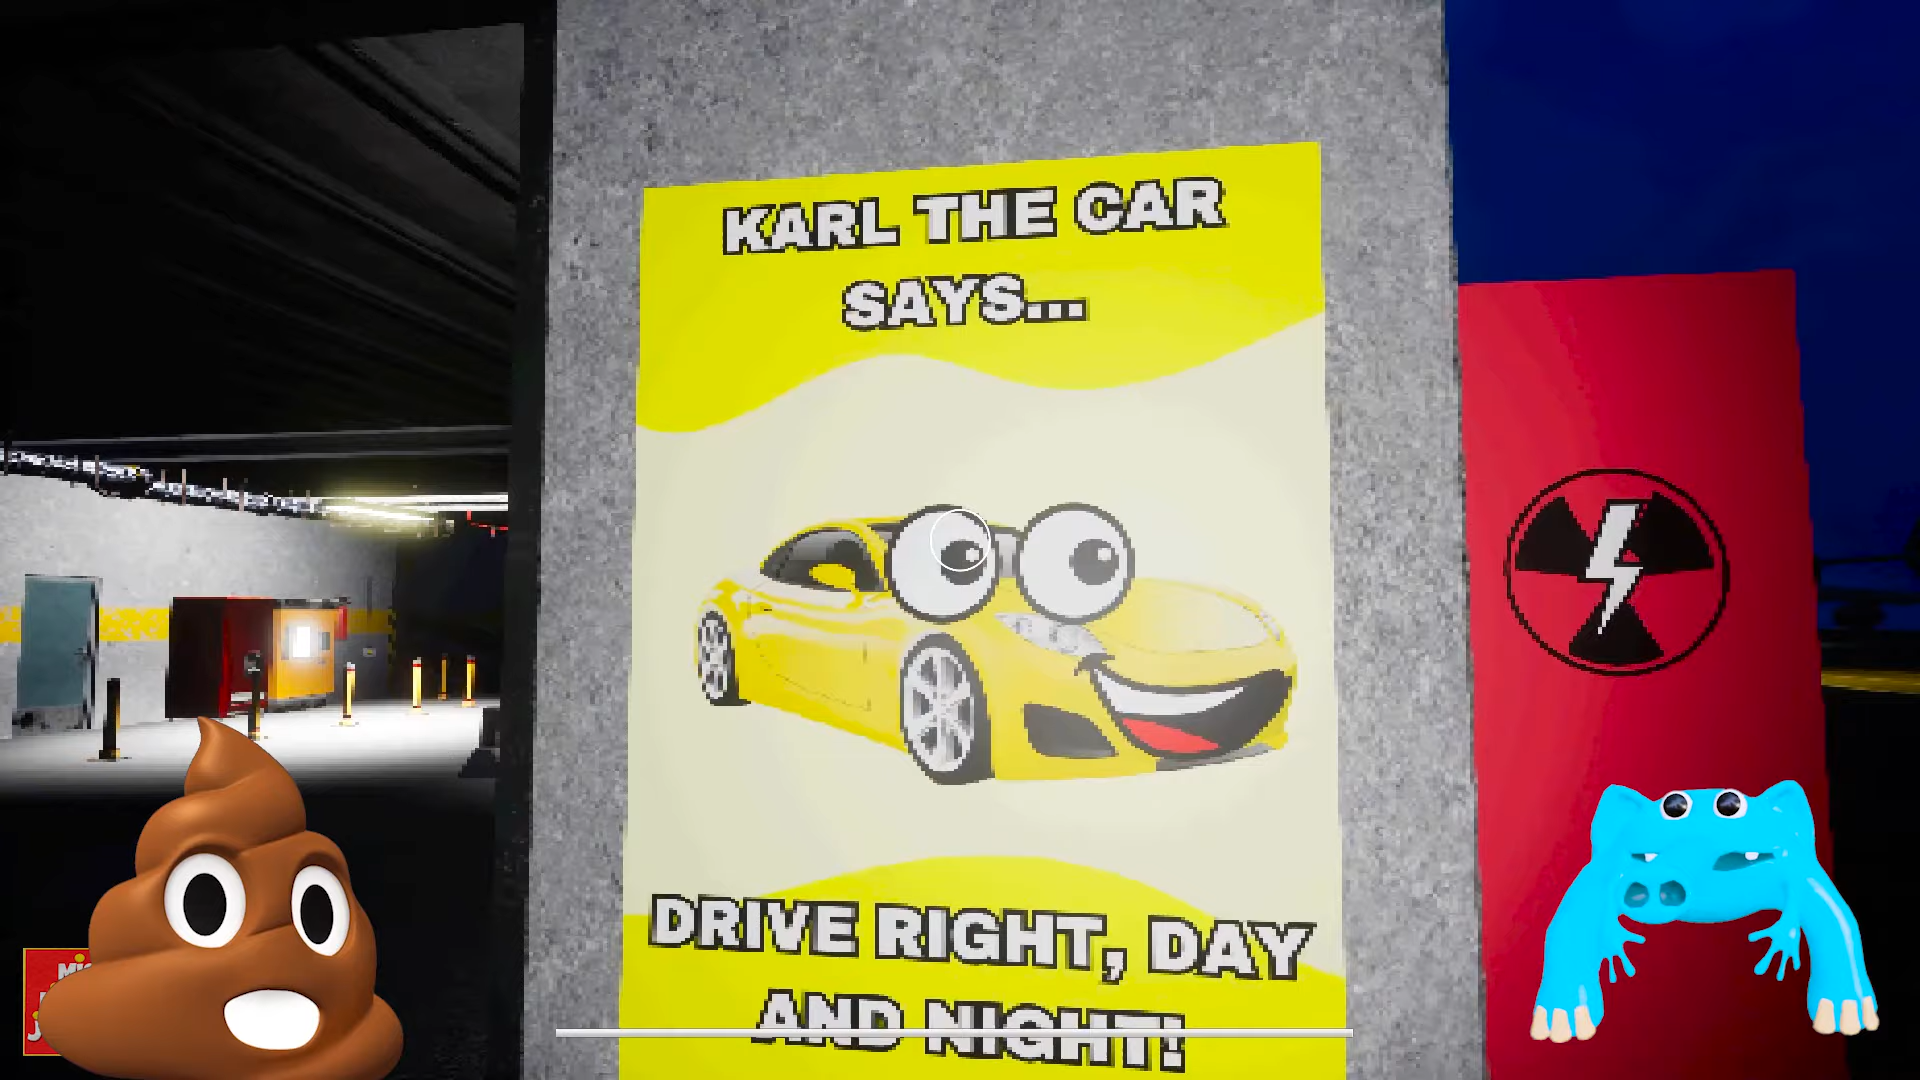 KARL THE CAR
SAYS...
DRIVE RIGHT, DAY
AND NIGHT!